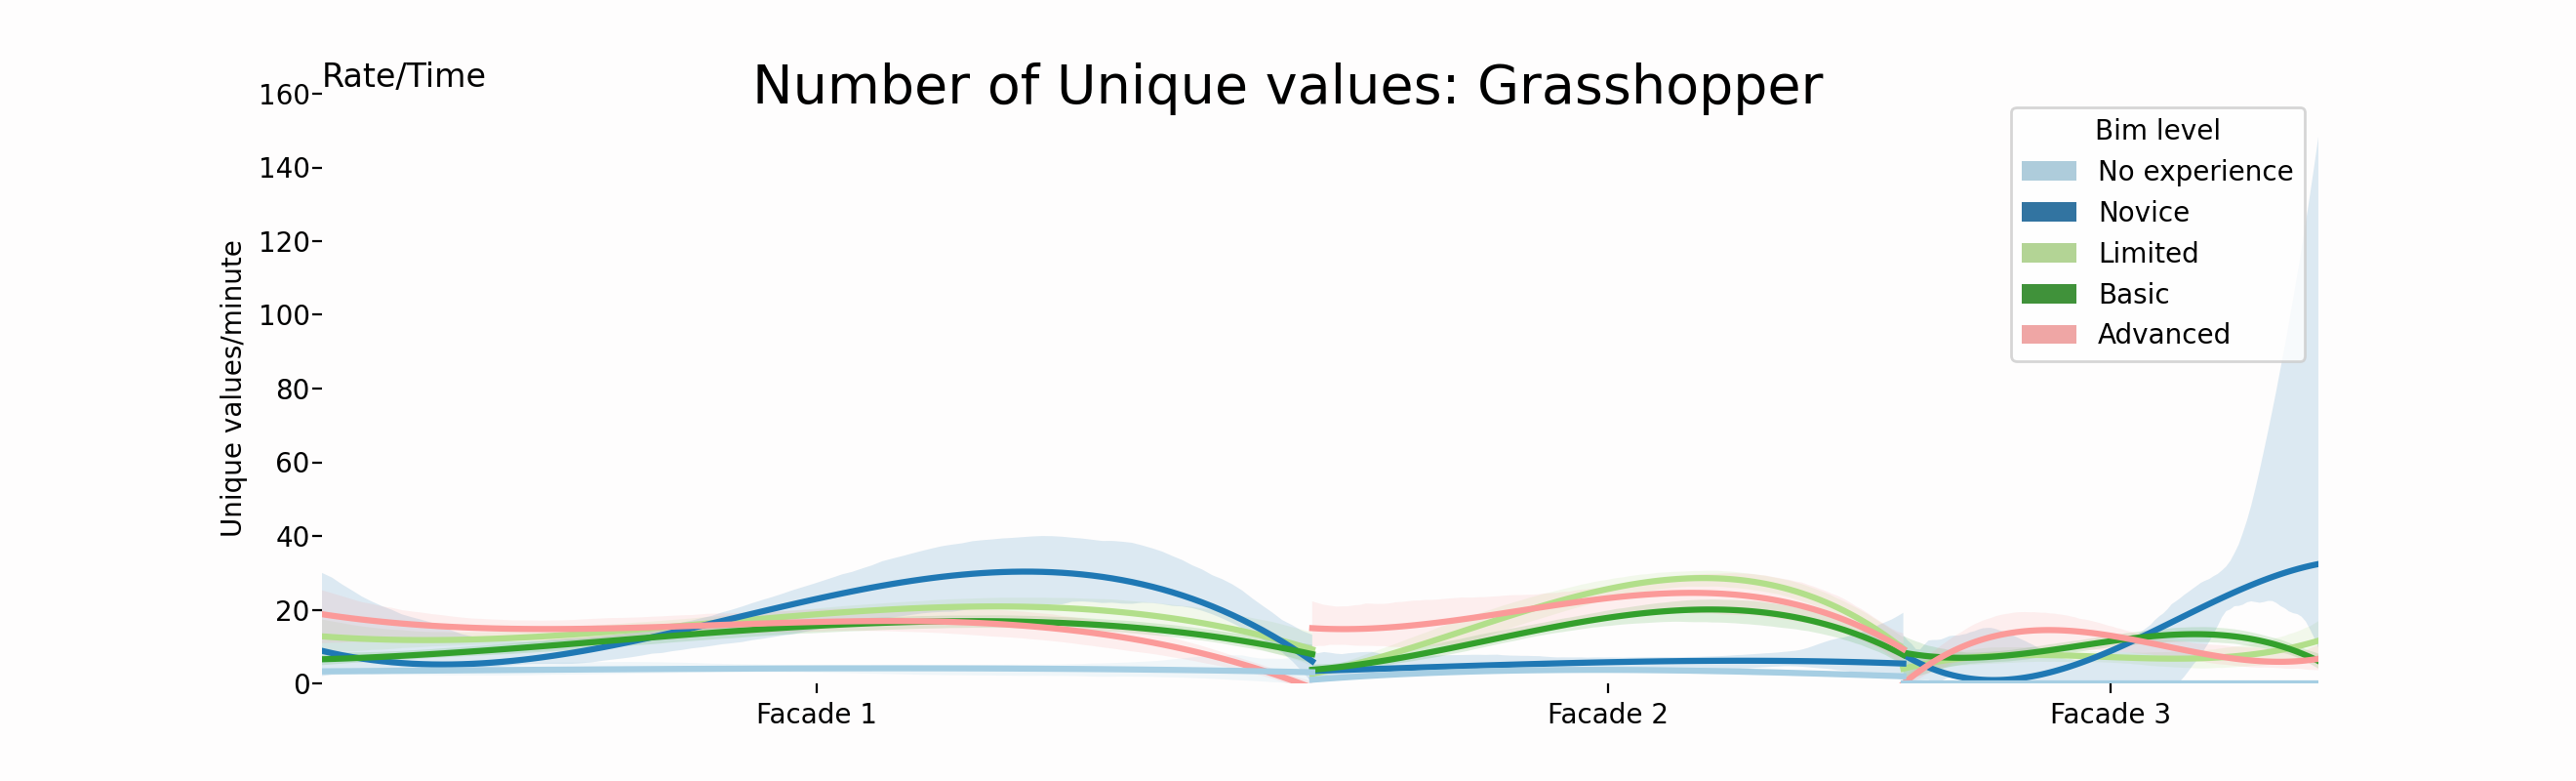 Rate/Time
Number of Unique values: Grasshopper
Unique values/minute
160
140
120
100
80
60
40
20
0
Bim level
No experience
Novice
Limited
Basic
Advanced
Facade 1
Facade 2
Facade 3